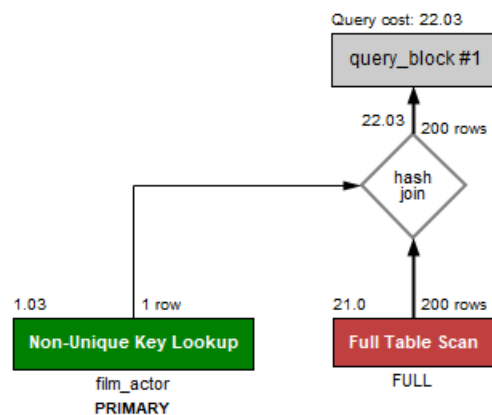 Query cost: 22.03
query_block #1
22.03
200 rows
hash
join
1.03
1 row
21.0
200 rows
Non-Unique Key Lookup
Full Table Scan
film_actor
FULL
PRIMARY